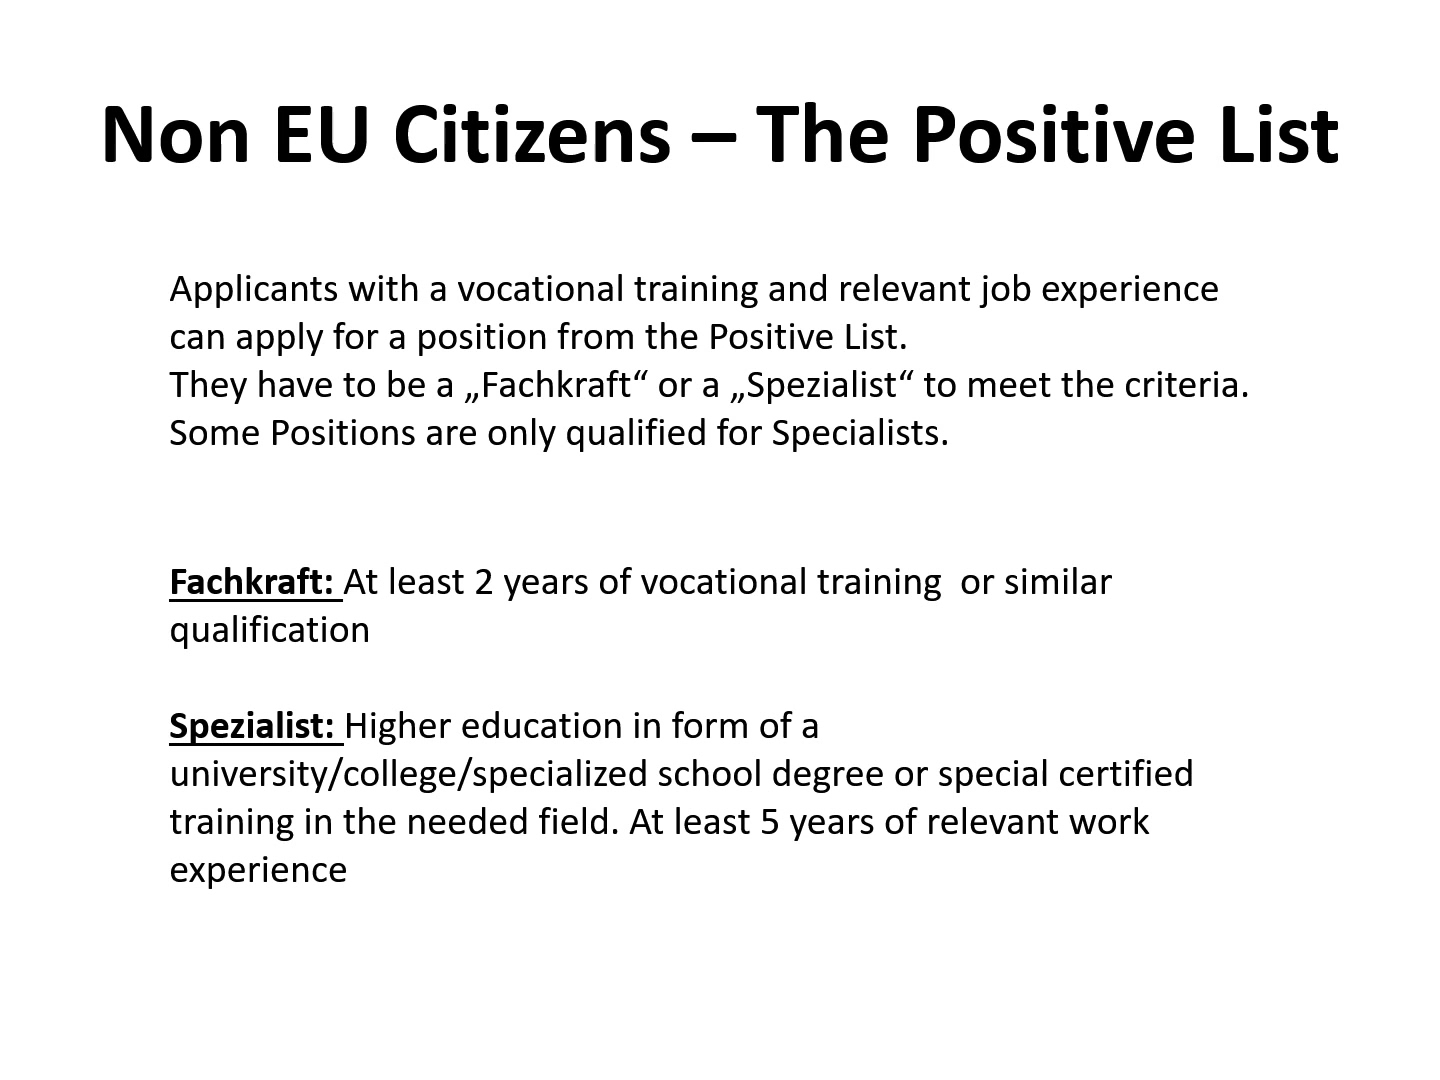 Non EU Citizens – The Positive List
Applicants with a vocational training and relevant job experience
can apply for a position from the Positive List.
They have to be a „Fachkraft“ or a „Spezialist“ to meet the criteria.
Some Positions are only qualified for Specialists.
Fachkraft: At least 2 years of vocational training  or similar
qualification
Spezialist: Higher education in form of a
university/college/specialized school degree or special certified
training in the needed field. At least 5 years of relevant work
experience